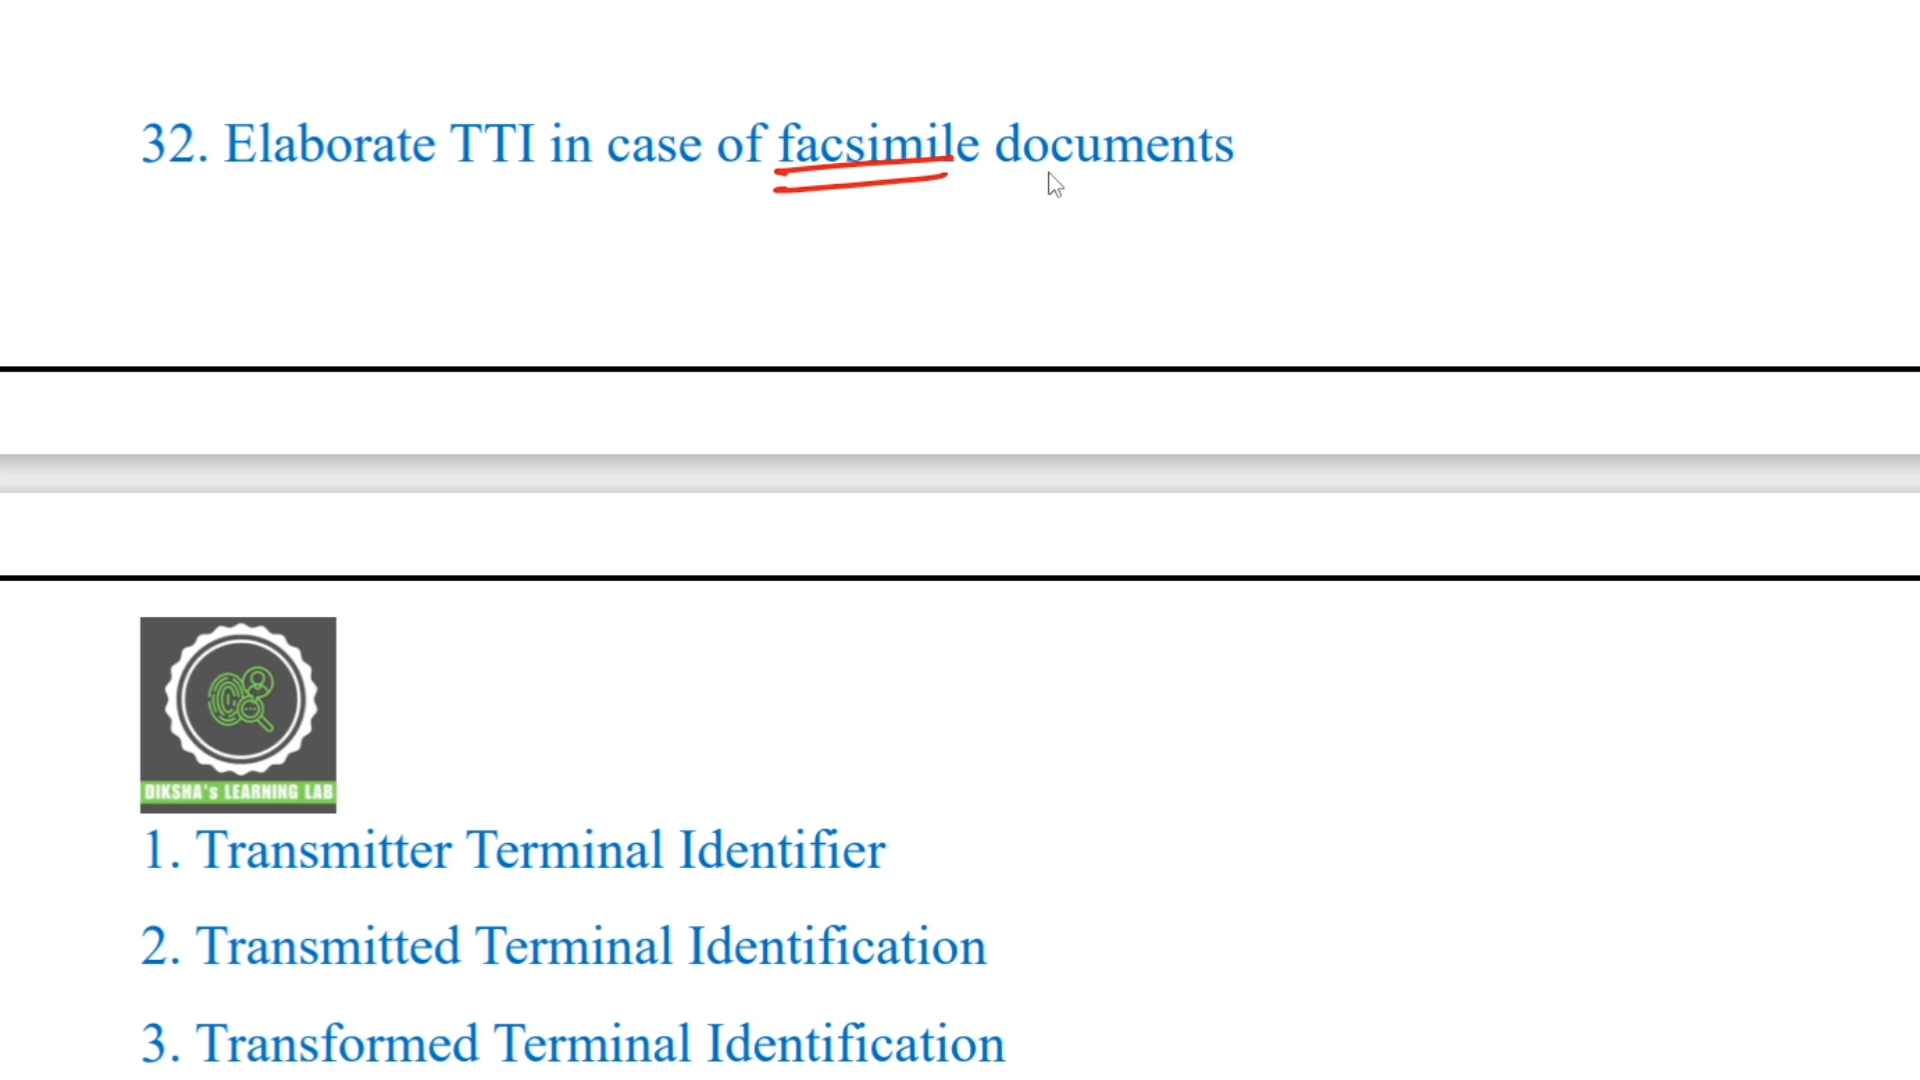 32. Elaborate TTI in case of facsimile documents
DIKSHA's LEARNING LAB
1. Transmitter Terminal Identifier
2. Transmitted Terminal Identification
3. Transformed Terminal Identification